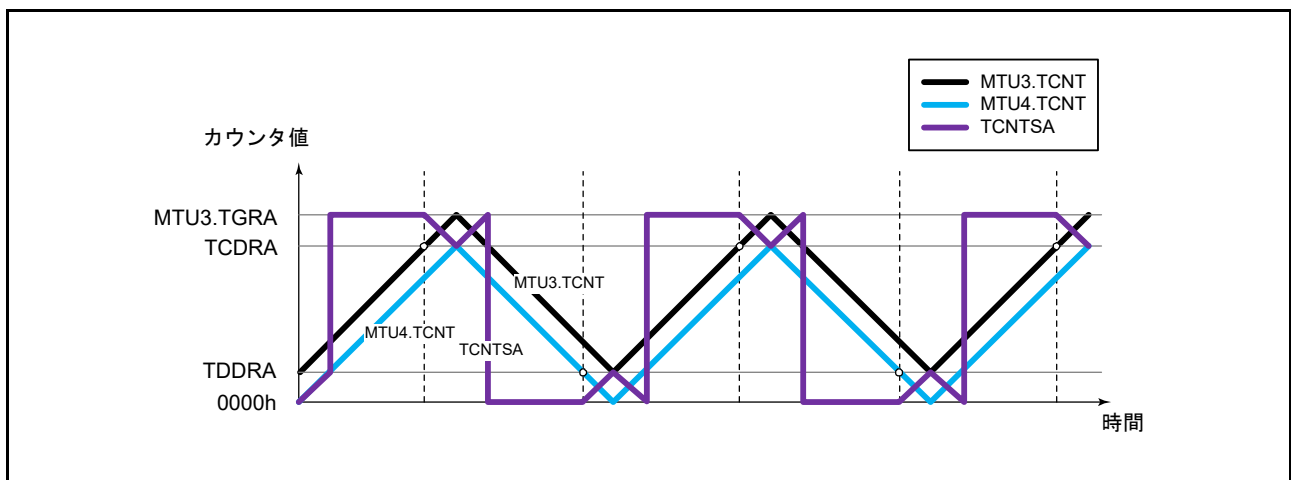 MTU3.TCNT
MTU4.TCNT
TCNTSA
カウンタ値
MTU3.TGRA
TCDRA
MTU3.TCNT
MTU4.TCNT
TCNTSA
TDDRA
0000h
時間